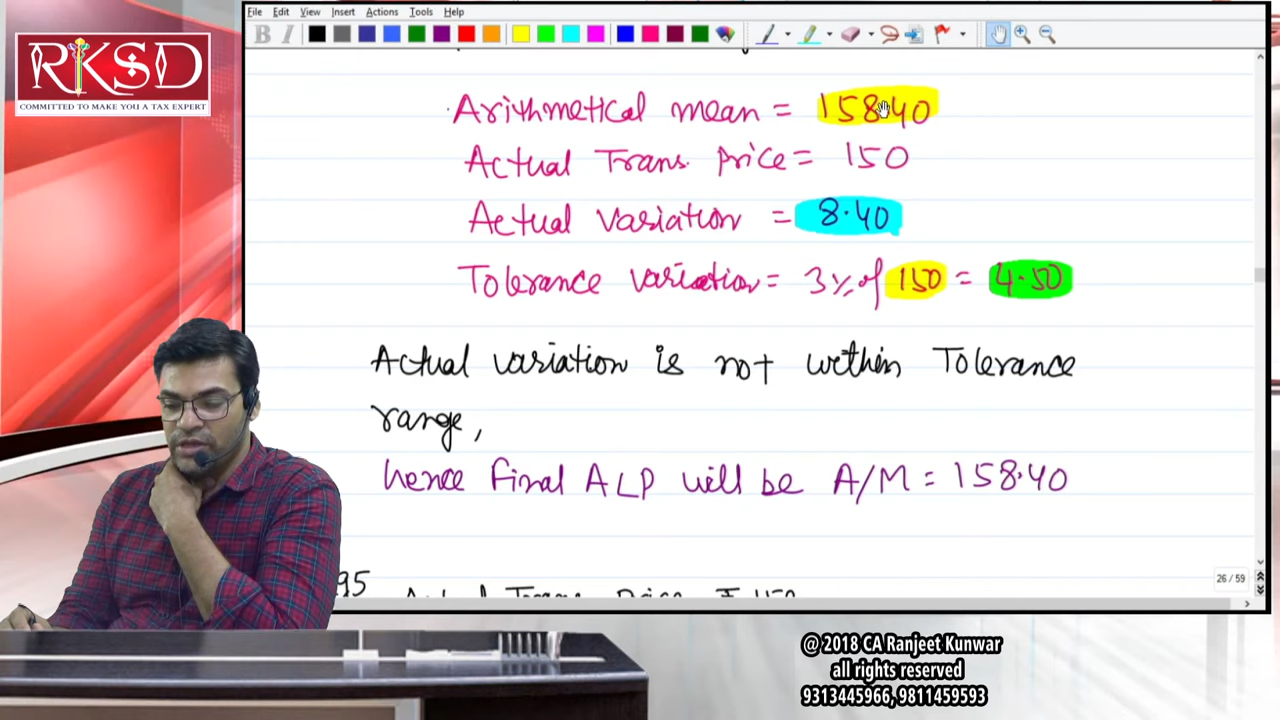 File Edit View Insert Actions Tools Help
B I
RKSD
COMMITTED TO MAKE YOU A TAX EXPERT
Arithmetical mean = 158.40
Actual Trans. price = 150
Actual variation = 8.40
Tolerance variation = 3% of 150 = 4.50
Actual variation is not within Tolerance
range,
hence final ALP will be A/M = 158.40
26 / 59
95
@ 2018 CA Ranjeet Kunwar
all rights reserved
9313445966, 9811459593